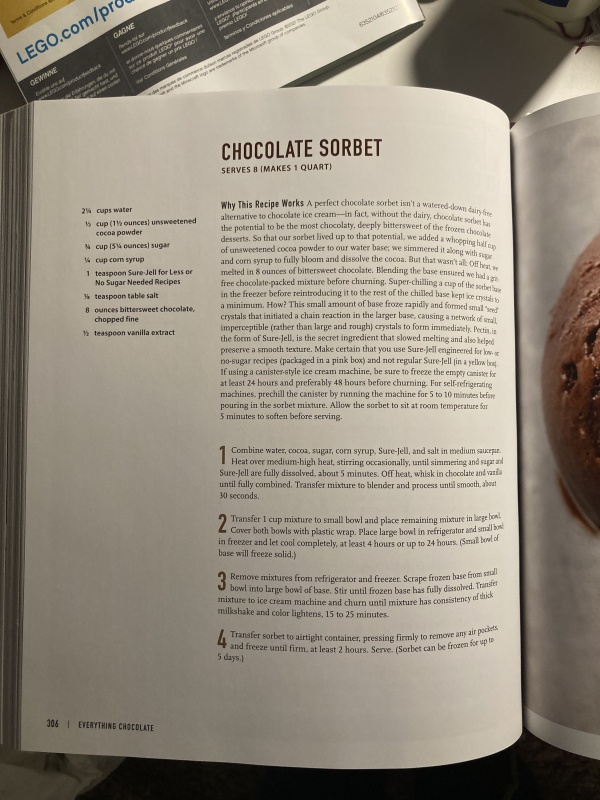 LEGO.com/prod
GAGNE
GEWINNE
CHOCOLATE SORBET
SERVES 8 (MAKES 1 QUART)
2¼ cups water
½ cup (1½ ounces) unsweetened
cocoa powder
¾ cup (5¼ ounces) sugar
¼ cup corn syrup
1 teaspoon Sure-Jell for Less or
No Sugar Needed Recipes
⅛ teaspoon table salt
8 ounces bittersweet chocolate,
chopped fine
½ teaspoon vanilla extract
Why This Recipe Works A perfect chocolate sorbet isn't a watered-down dairy-free
alternative to chocolate ice cream—in fact, without the dairy, chocolate sorbet has
the potential to be the most chocolaty, deeply bittersweet of the frozen chocolate
desserts. So that our sorbet lived up to that potential, we added a whopping half cup
of unsweetened cocoa powder to our water base; we simmered it along with sugar
and corn syrup to fully bloom and dissolve the cocoa. But that wasn't all: Off heat, we
melted in 8 ounces of bittersweet chocolate. Blending the base ensured we had a grit-
free chocolate-packed mixture before churning. Super-chilling a cup of the sorbet base
in the freezer before reintroducing it to the rest of the chilled base kept ice crystals to
a minimum. How? This small amount of base froze rapidly and formed small "seed"
crystals that initiated a chain reaction in the larger base, causing a network of small,
imperceptible (rather than large and rough) crystals to form immediately. Pectin, in
the form of Sure-Jell, is the secret ingredient that slowed melting and also helped
preserve a smooth texture. Make certain that you use Sure-Jell engineered for low- or
no-sugar recipes (packaged in a pink box) and not regular Sure-Jell (in a yellow box).
If using a canister-style ice cream machine, be sure to freeze the empty canister for
at least 24 hours and preferably 48 hours before churning. For self-refrigerating
machines, prechill the canister by running the machine for 5 to 10 minutes before
pouring in the sorbet mixture. Allow the sorbet to sit at room temperature for
5 minutes to soften before serving.
1 Combine water, cocoa, sugar, corn syrup, Sure-Jell, and salt in medium saucepan.
Heat over medium-high heat, stirring occasionally, until simmering and sugar and
Sure-Jell are fully dissolved, about 5 minutes. Off heat, whisk in chocolate and vanilla
until fully combined. Transfer mixture to blender and process until smooth, about
30 seconds.
2 Transfer 1 cup mixture to small bowl and place remaining mixture in large bowl.
Cover both bowls with plastic wrap. Place large bowl in refrigerator and small bowl
in freezer and let cool completely, at least 4 hours or up to 24 hours. (Small bowl of
base will freeze solid.)
3 Remove mixtures from refrigerator and freezer. Scrape frozen base from small
bowl into large bowl of base. Stir until frozen base has fully dissolved. Transfer
mixture to ice cream machine and churn until mixture has consistency of thick
milkshake and color lightens, 15 to 25 minutes.
4 Transfer sorbet to airtight container, pressing firmly to remove any air pockets,
and freeze until firm, at least 2 hours. Serve. (Sorbet can be frozen for up to
5 days.)
306 | EVERYTHING CHOCOLATE